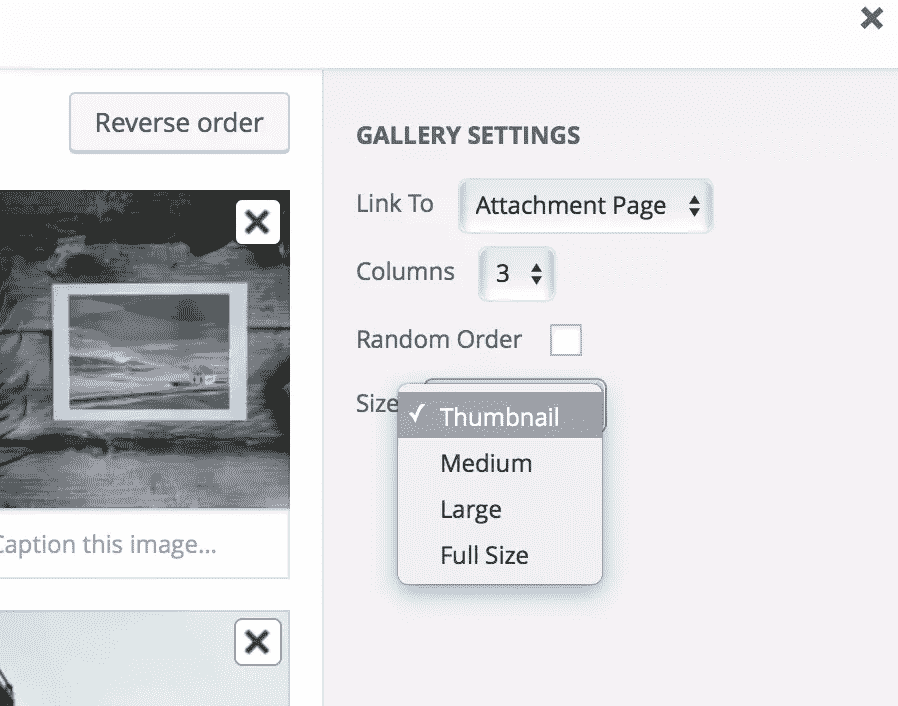 Reverse order
GALLERY SETTINGS
Link To Attachment Page
Columns 3
Random Order
Size ✓ Thumbnail
Medium
Large
Full Size
Caption this image...